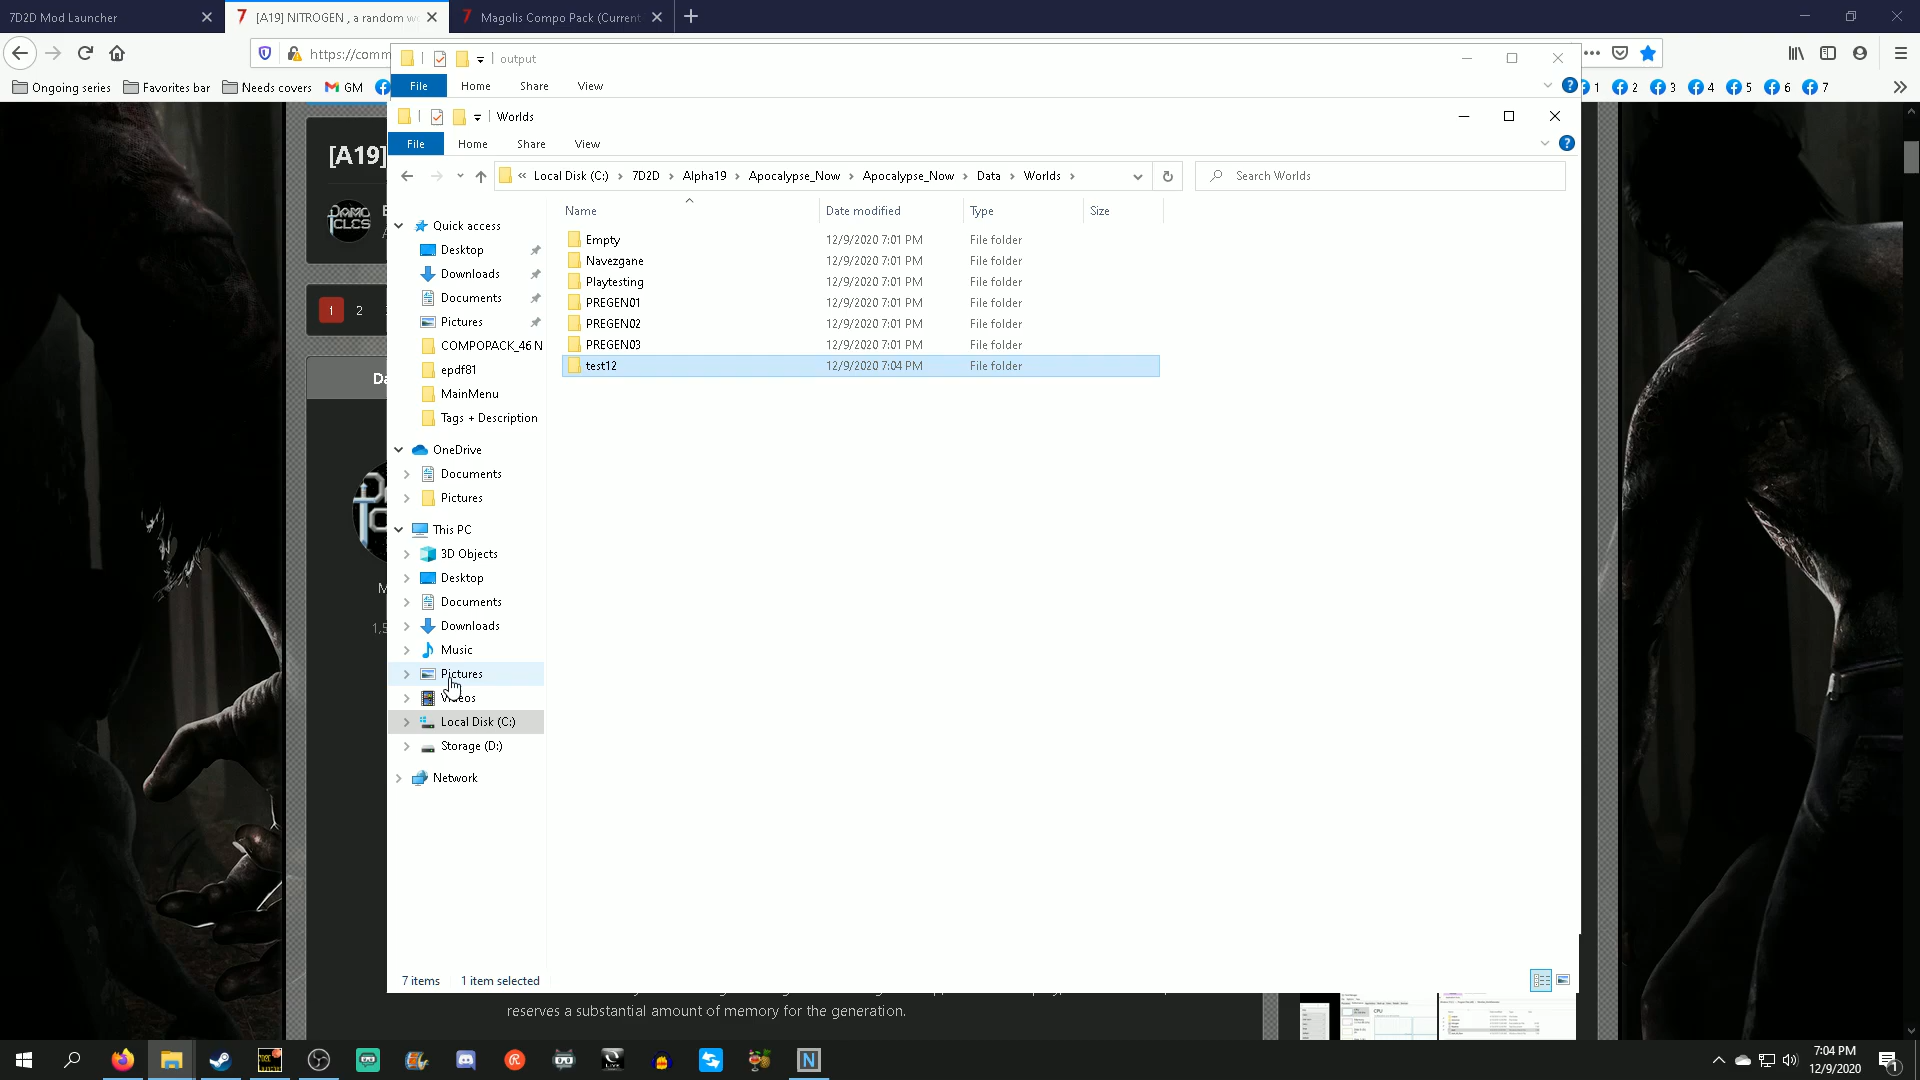 7D2D Mod Launcher
[A19] NITROGEN , a random wo
Magolis Compo Pack (Current
https://comm
Ongoing series
Favorites bar
Needs covers
GM
1
2
3
4
5
6
7
output
File
Home
Share
View
Worlds
File
Home
Share
View
« Local Disk (C:) › 7D2D › Alpha19 › Apocalypse_Now › Apocalypse_Now › Data › Worlds ›
Search Worlds
[A19]
1
2
Da
1,5
Quick access
Desktop
Downloads
Documents
Pictures
COMPOPACK_46 N
epdf81
MainMenu
Tags + Description
OneDrive
Documents
Pictures
This PC
3D Objects
Desktop
Documents
Downloads
Music
Pictures
Videos
Local Disk (C:)
Storage (D:)
Network
Name Date modified Type Size
Empty 12/9/2020 7:01 PM File folder
Navezgane 12/9/2020 7:01 PM File folder
Playtesting 12/9/2020 7:01 PM File folder
PREGEN01 12/9/2020 7:01 PM File folder
PREGEN02 12/9/2020 7:01 PM File folder
PREGEN03 12/9/2020 7:01 PM File folder
test12 12/9/2020 7:04 PM File folder
7 items 1 item selected
reserves a substantial amount of memory for the generation.
7:04 PM
12/9/2020